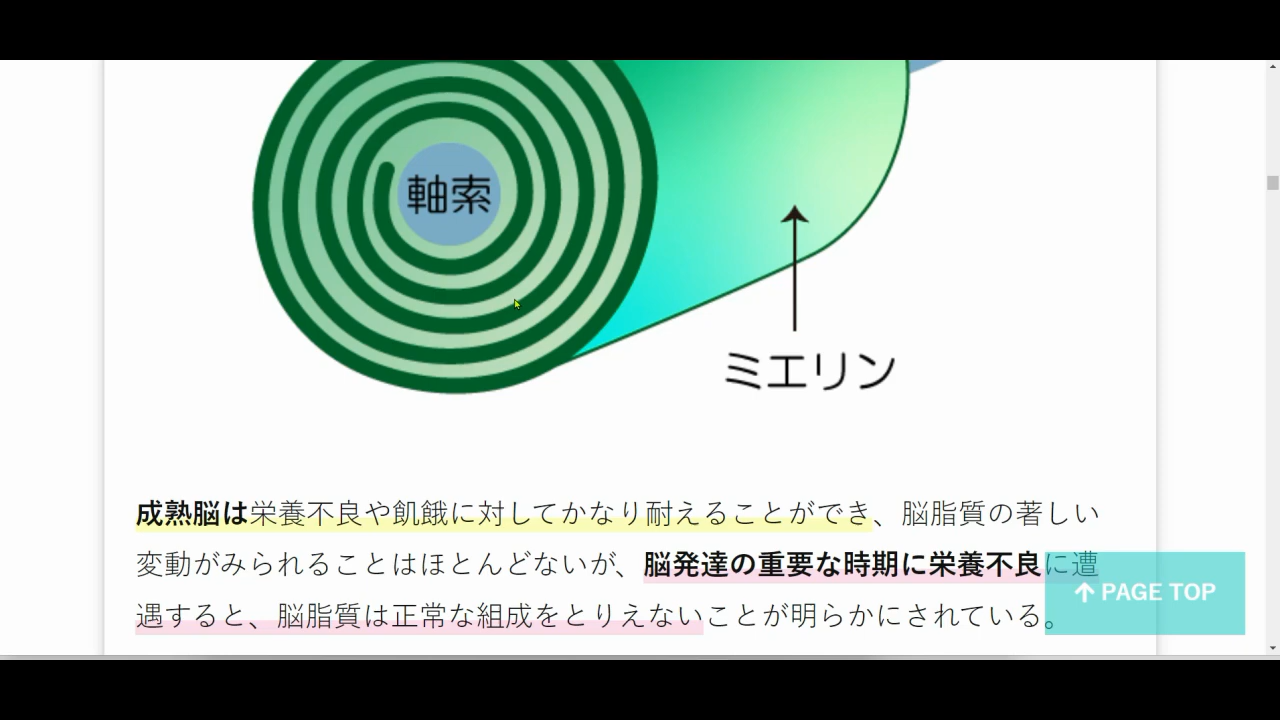 軸索
ミエリン
成熟脳は栄養不良や飢餓に対してかなり耐えることができ、脳脂質の著しい
変動がみられることはほとんどないが、脳発達の重要な時期に栄養不良に遭
遇すると、脳脂質は正常な組成をとりえないことが明らかにされている。
↑ PAGE TOP